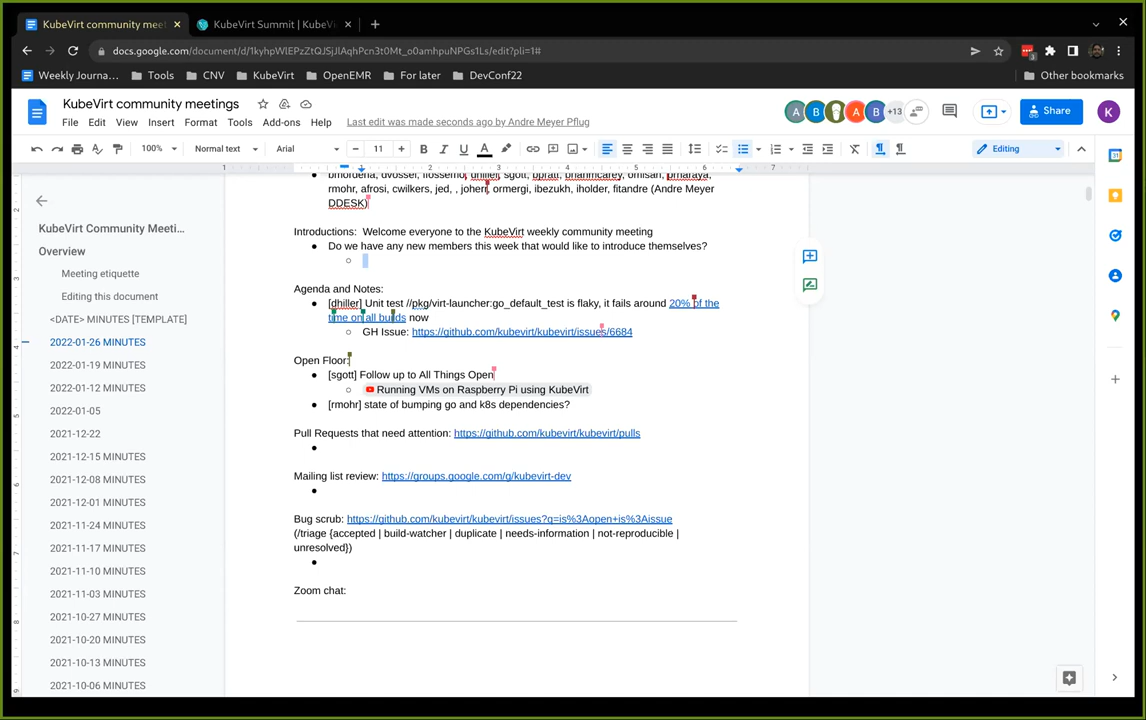 KubeVirt community meet
KubeVirt Summit | KubeV
docs.google.com/document/d/1kyhpWlEPzZtQJSjJlAqhPcn3t0Mt_o0amhpuNPGs1Ls/edit?pli=1#
Weekly Journa... Tools CNV KubeVirt OpenEMR For later DevConf22 Other bookmarks
KubeVirt community meetings
File Edit View Insert Format Tools Add-ons Help Last edit was made seconds ago by Andre Meyer Pflug
A B A B +13 Share K
100% Normal text Arial 11 Editing
1 1 2 3 4 5 6 7
KubeVirt Community Meeti...
Overview
Meeting etiquette
Editing this document
<DATE> MINUTES [TEMPLATE]
2022-01-26 MINUTES
2022-01-19 MINUTES
2022-01-12 MINUTES
2022-01-05
2021-12-22
2021-12-15 MINUTES
2021-12-08 MINUTES
2021-12-01 MINUTES
2021-11-24 MINUTES
2021-11-17 MINUTES
2021-11-10 MINUTES
2021-11-03 MINUTES
2021-10-27 MINUTES
2021-10-20 MINUTES
2021-10-13 MINUTES
2021-10-06 MINUTES
rmohr, afrosi, cwilkers, jed, , joherr, ormergi, ibezukh, iholder, fitandre (Andre Meyer
DDESK)
Introductions: Welcome everyone to the KubeVirt weekly community meeting
Do we have any new members this week that would like to introduce themselves?
Agenda and Notes:
[dhiller] Unit test //pkg/virt-launcher:go_default_test is flaky, it fails around 20% of the
time on all builds now
GH Issue: https://github.com/kubevirt/kubevirt/issues/6684
Open Floor:
[sgott] Follow up to All Things Open
Running VMs on Raspberry Pi using KubeVirt
[rmohr] state of bumping go and k8s dependencies?
Pull Requests that need attention: https://github.com/kubevirt/kubevirt/pulls
Mailing list review: https://groups.google.com/g/kubevirt-dev
Bug scrub: https://github.com/kubevirt/kubevirt/issues?q=is%3Aopen+is%3Aissue
(/triage {accepted | build-watcher | duplicate | needs-information | not-reproducible |
unresolved})
Zoom chat: